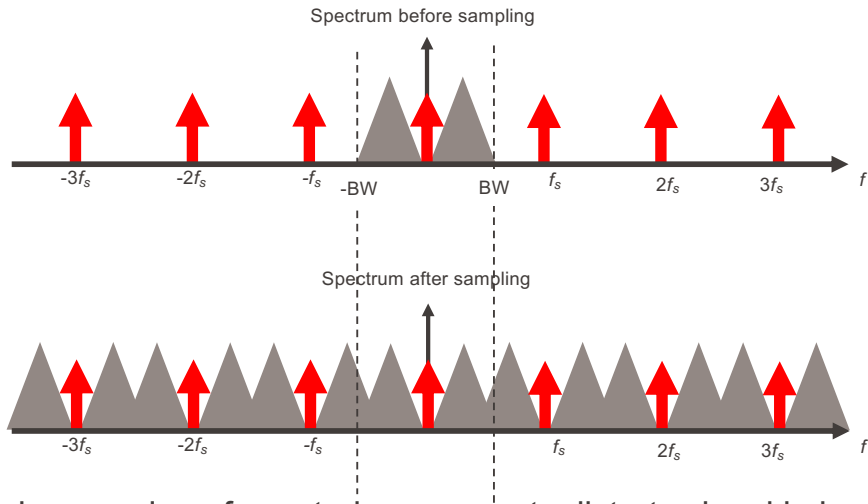 Spectrum before sampling
-3fs -2fs -fs -BW BW fs 2fs 3fs f
Spectrum after sampling
-3fs -2fs -fs fs 2fs 3fs f